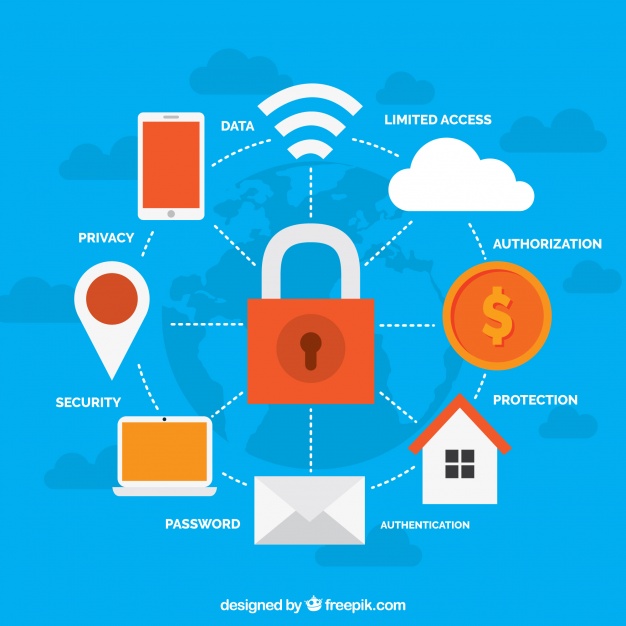 DATA
LIMITED ACCESS
PRIVACY
AUTHORIZATION
$
SECURITY
PROTECTION
PASSWORD
AUTHENTICATION
designed by freepik.com